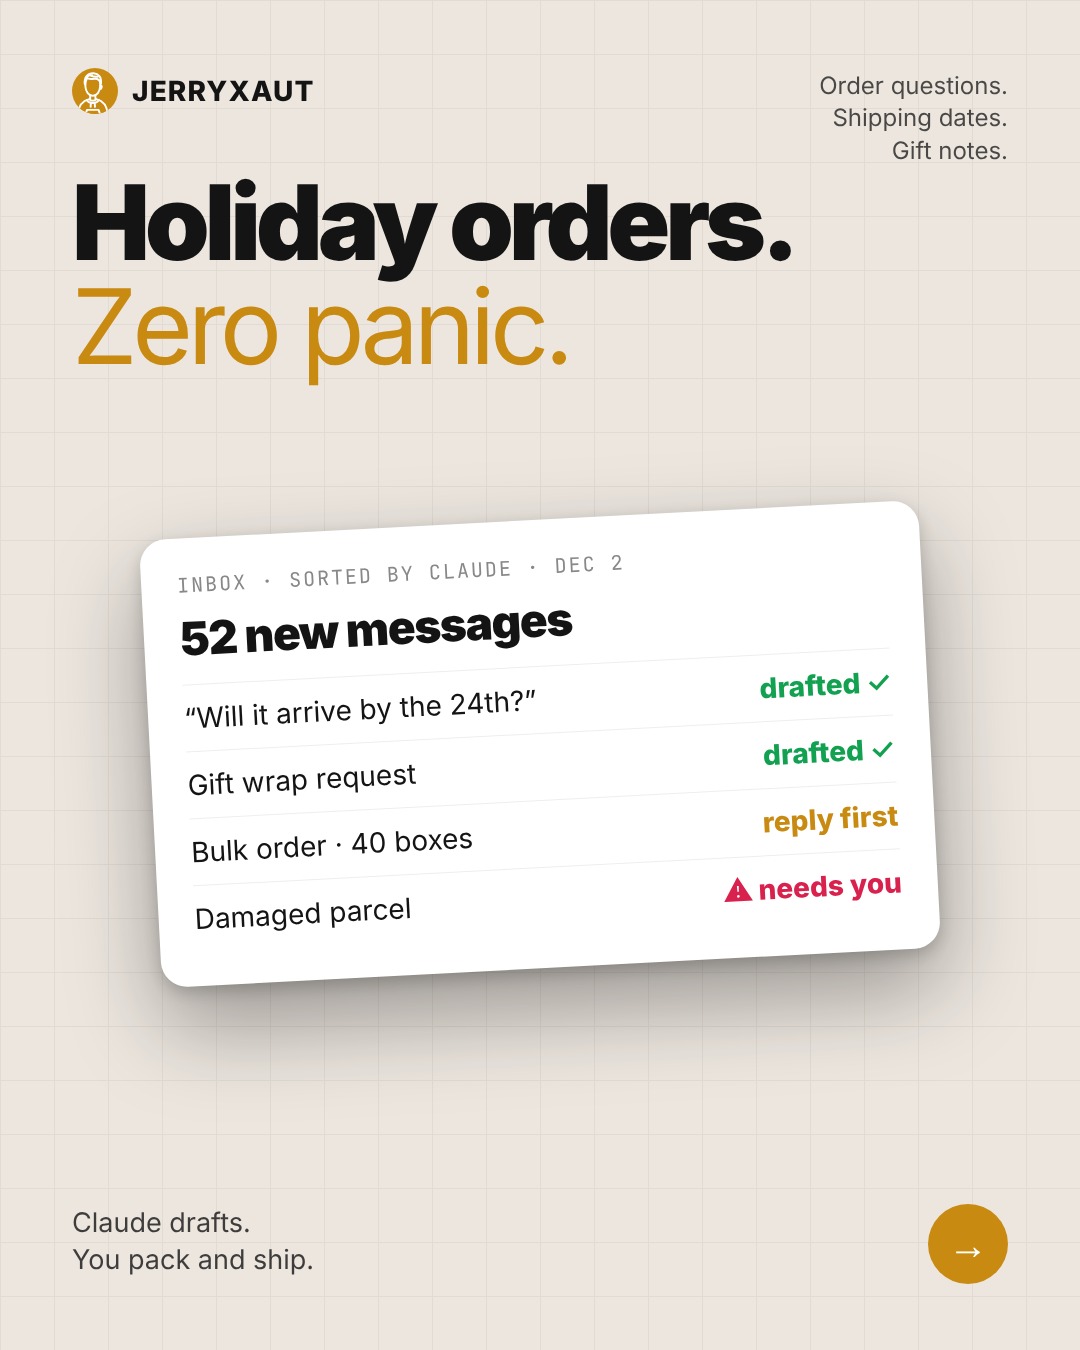 JERRYXAUT
Order questions.
Shipping dates.
Gift notes.
Holiday orders.
Zero panic.
INBOX · SORTED BY CLAUDE · DEC 2
52 new messages
“Will it arrive by the 24th?” drafted ✓
Gift wrap request drafted ✓
Bulk order · 40 boxes reply first
Damaged parcel ⚠ needs you
Claude drafts.
You pack and ship.
→